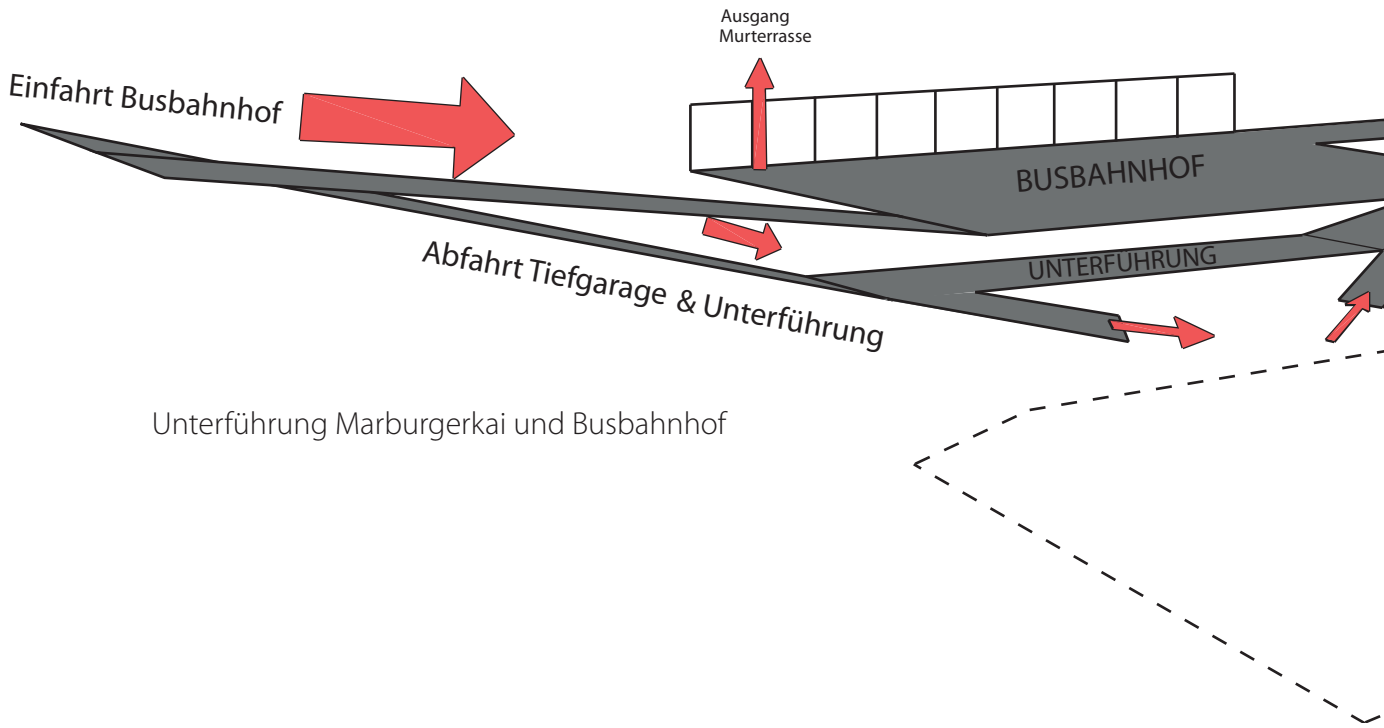 Ausgang
Murterrasse
Einfahrt Busbahnhof
BUSBAHNHOF
UNTERFÜHRUNG
Abfahrt Tiefgarage & Unterführung
Unterführung Marburgerkai und Busbahnhof